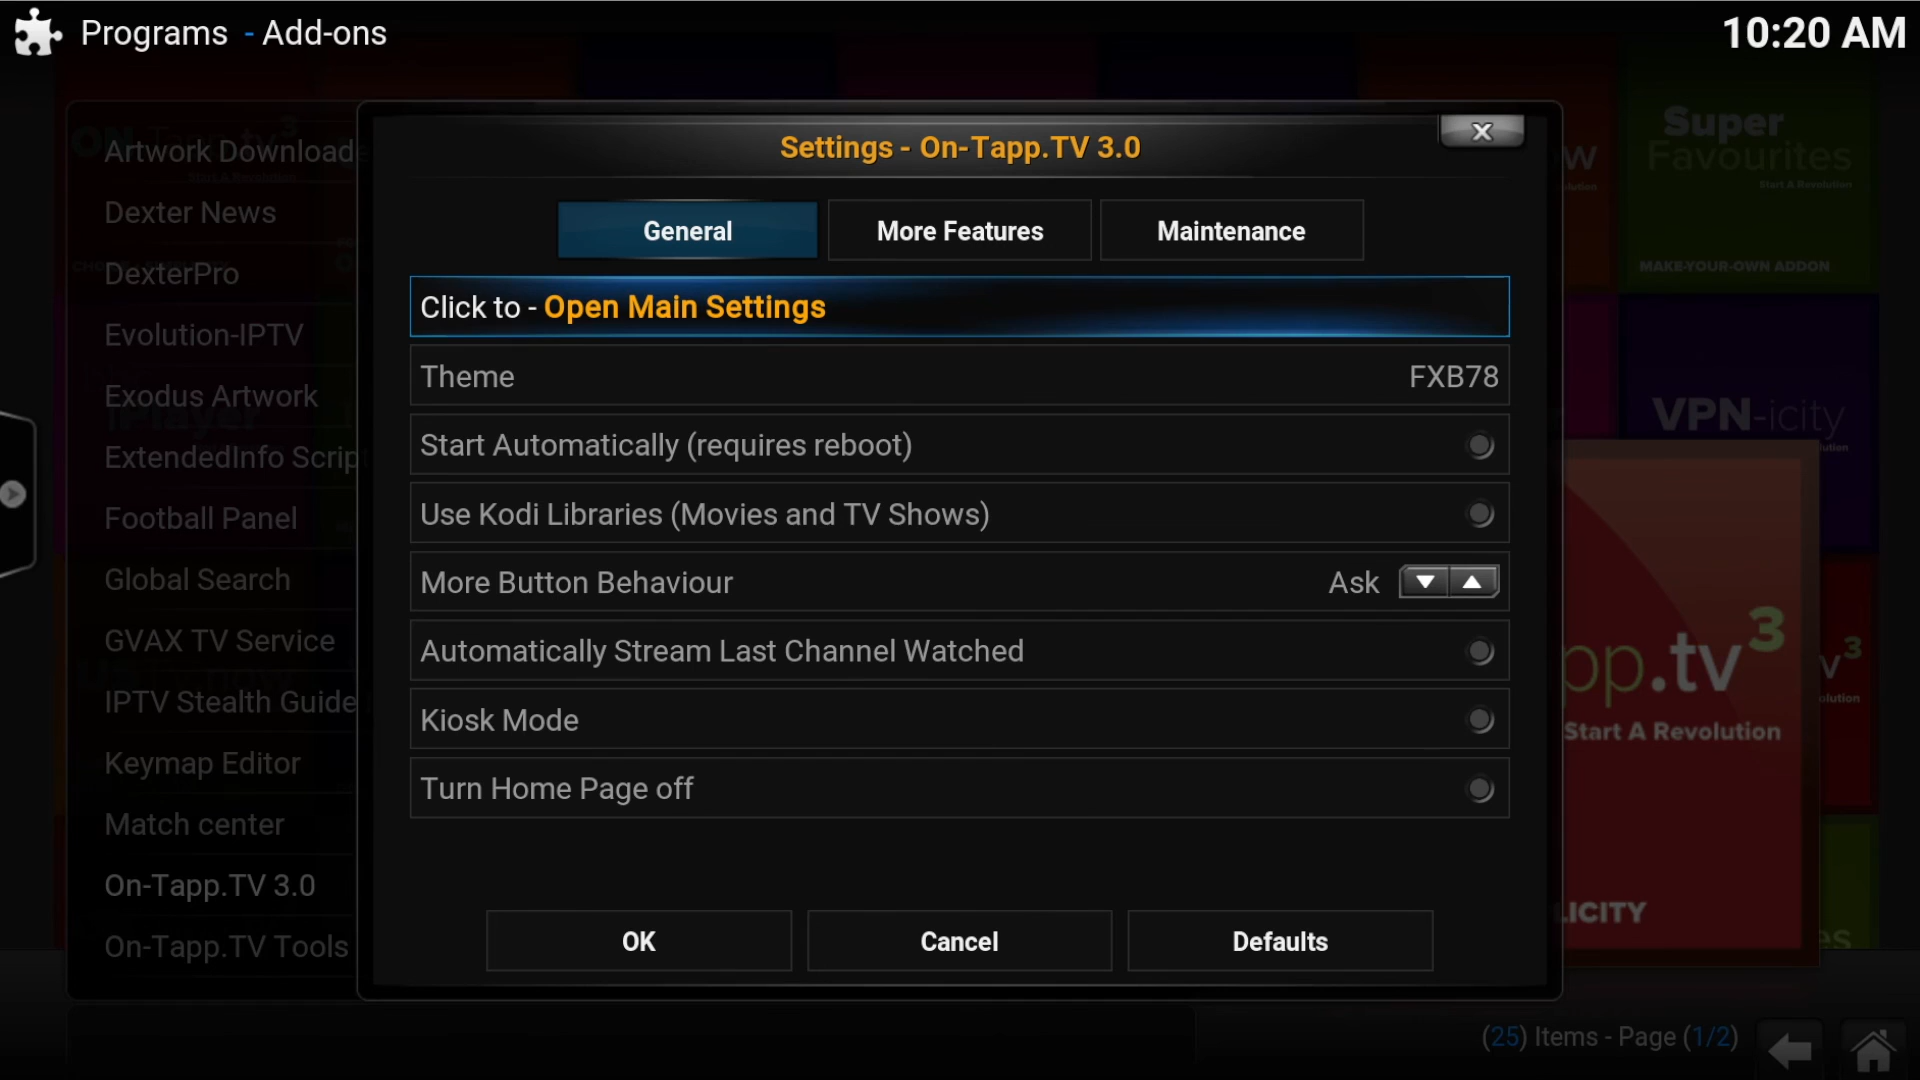 Programs - Add-ons
10:20 AM
Artwork Downloade
Dexter News
DexterPro
Evolution-IPTV
Exodus Artwork
ExtendedInfo Scrip
Football Panel
Global Search
GVAX TV Service
IPTV Stealth Guide
Keymap Editor
Match center
On-Tapp.TV 3.0
On-Tapp.TV Tools
Settings - On-Tapp.TV 3.0
X
General
More Features
Maintenance
Click to - Open Main Settings
Theme FXB78
Start Automatically (requires reboot)
Use Kodi Libraries (Movies and TV Shows)
More Button Behaviour Ask
Automatically Stream Last Channel Watched
Kiosk Mode
Turn Home Page off
OK
Cancel
Defaults
Super
Favourites
Start A Revolution
MAKE-YOUR-OWN ADDON
VPN-icity
pp.tv3
Start A Revolution
LICITY
(25) Items - Page (1/2)